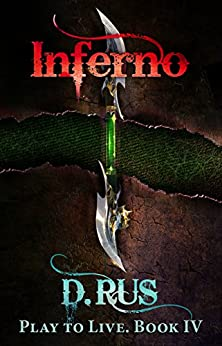 Inferno
D.RUS
PLAY TO LIVE. BOOK IV